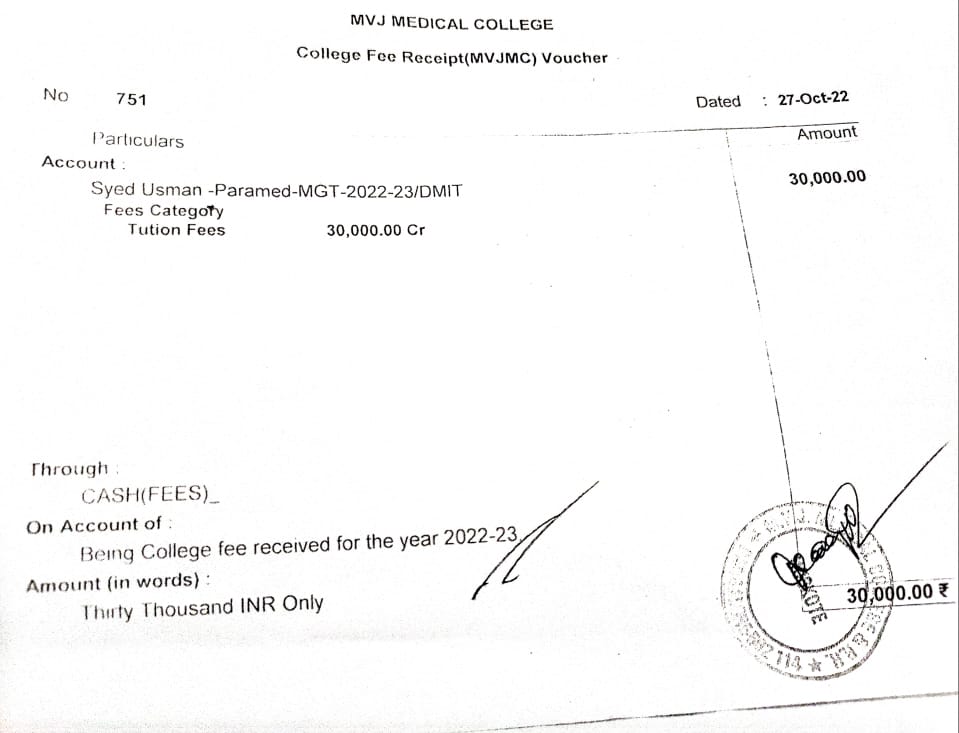 MVJ MEDICAL COLLEGE
College Fee Receipt(MVJMC) Voucher
No 751
Dated : 27-Oct-22
Particulars
Amount
Account :
Syed Usman -Paramed-MGT-2022-23/DMIT
30,000.00
Fees Category
Tution Fees 30,000.00 Cr
Through :
CASH(FEES)_
On Account of :
Being College fee received for the year 2022-23,
Amount (in words) :
Thirty Thousand INR Only
30,000.00 ₹